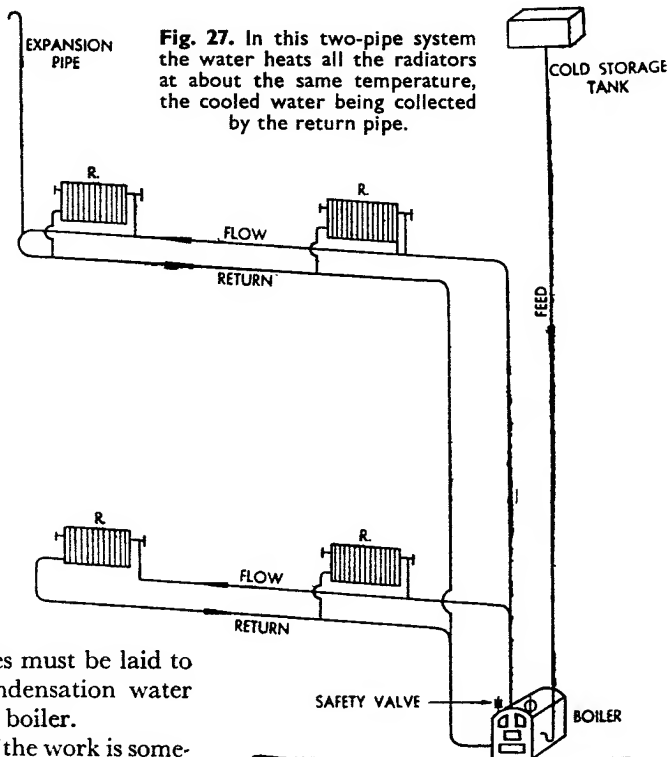 EXPANSION
PIPE
Fig. 27. In this two-pipe system
the water heats all the radiators
at about the same temperature,
the cooled water being collected
by the return pipe.
COLD STORAGE
TANK
R.
R.
FLOW
RETURN
FEED
R.
R.
FLOW
RETURN
SAFETY VALVE
BOILER
es must be laid to
ndensation water
boiler.
the work is some-